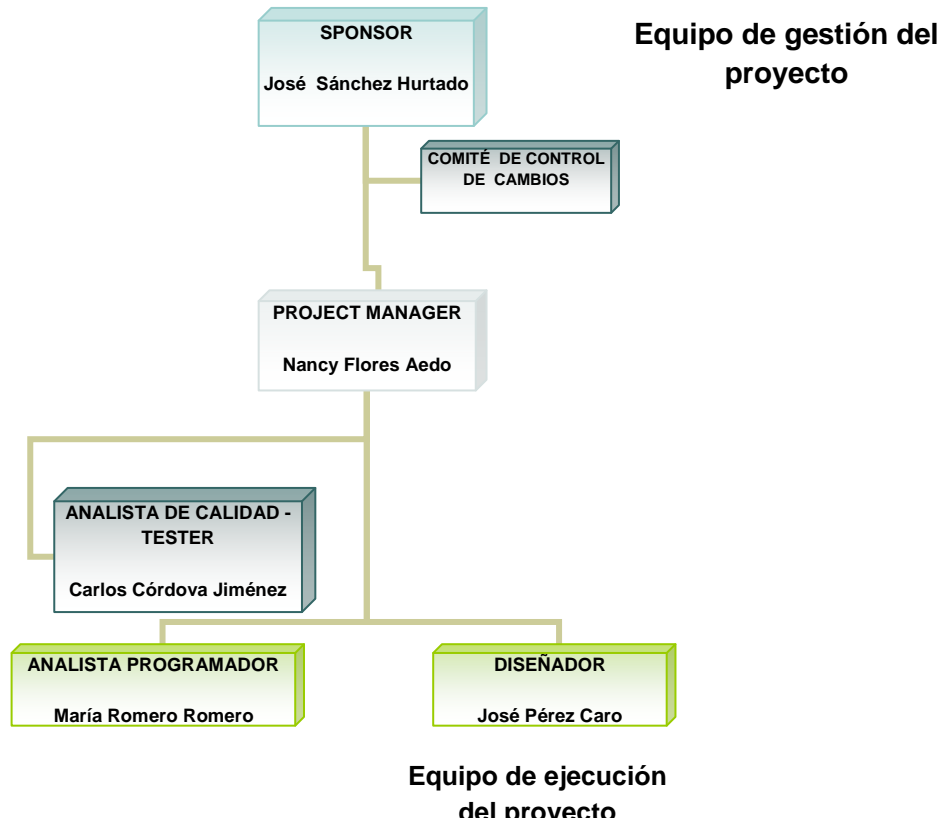 SPONSOR
José Sánchez Hurtado
Equipo de gestión del
proyecto
COMITÉ DE CONTROL
DE CAMBIOS
PROJECT MANAGER
Nancy Flores Aedo
ANALISTA DE CALIDAD -
TESTER
Carlos Córdova Jiménez
ANALISTA PROGRAMADOR
María Romero Romero
DISEÑADOR
José Pérez Caro
Equipo de ejecución
del proyecto